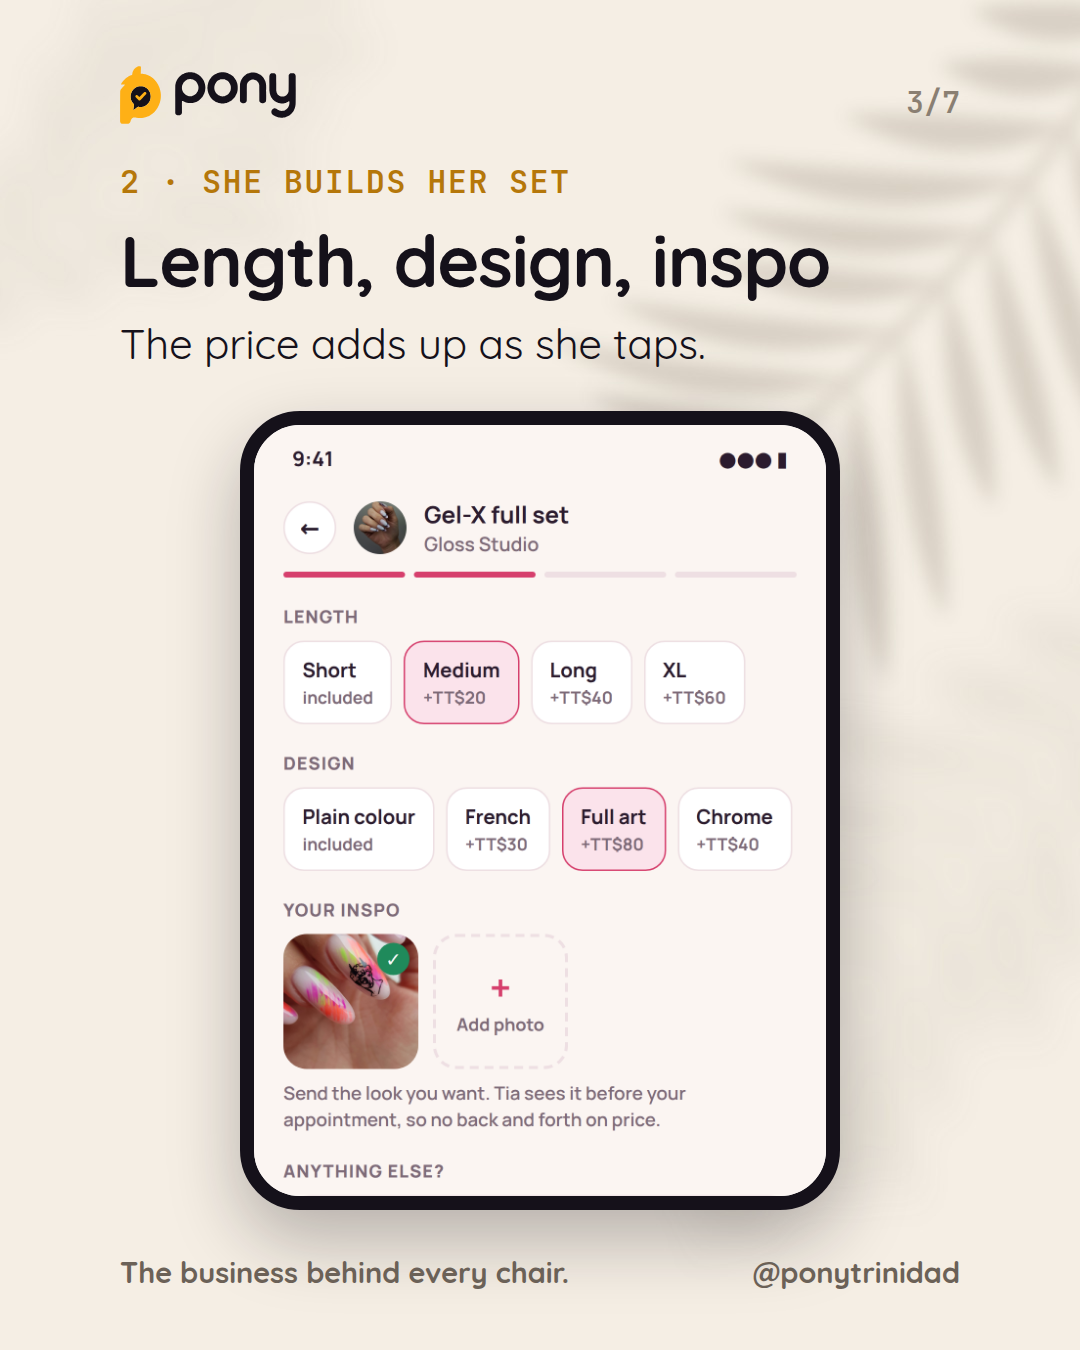 pony
3/7
2 · SHE BUILDS HER SET
Length, design, inspo
The price adds up as she taps.
9:41
←
Gel-X full set
Gloss Studio
LENGTH
Short
included
Medium
+TT$20
Long
+TT$40
XL
+TT$60
DESIGN
Plain colour
included
French
+TT$30
Full art
+TT$80
Chrome
+TT$40
YOUR INSPO
✓
+
Add photo
Send the look you want. Tia sees it before your
appointment, so no back and forth on price.
ANYTHING ELSE?
The business behind every chair.
@ponytrinidad